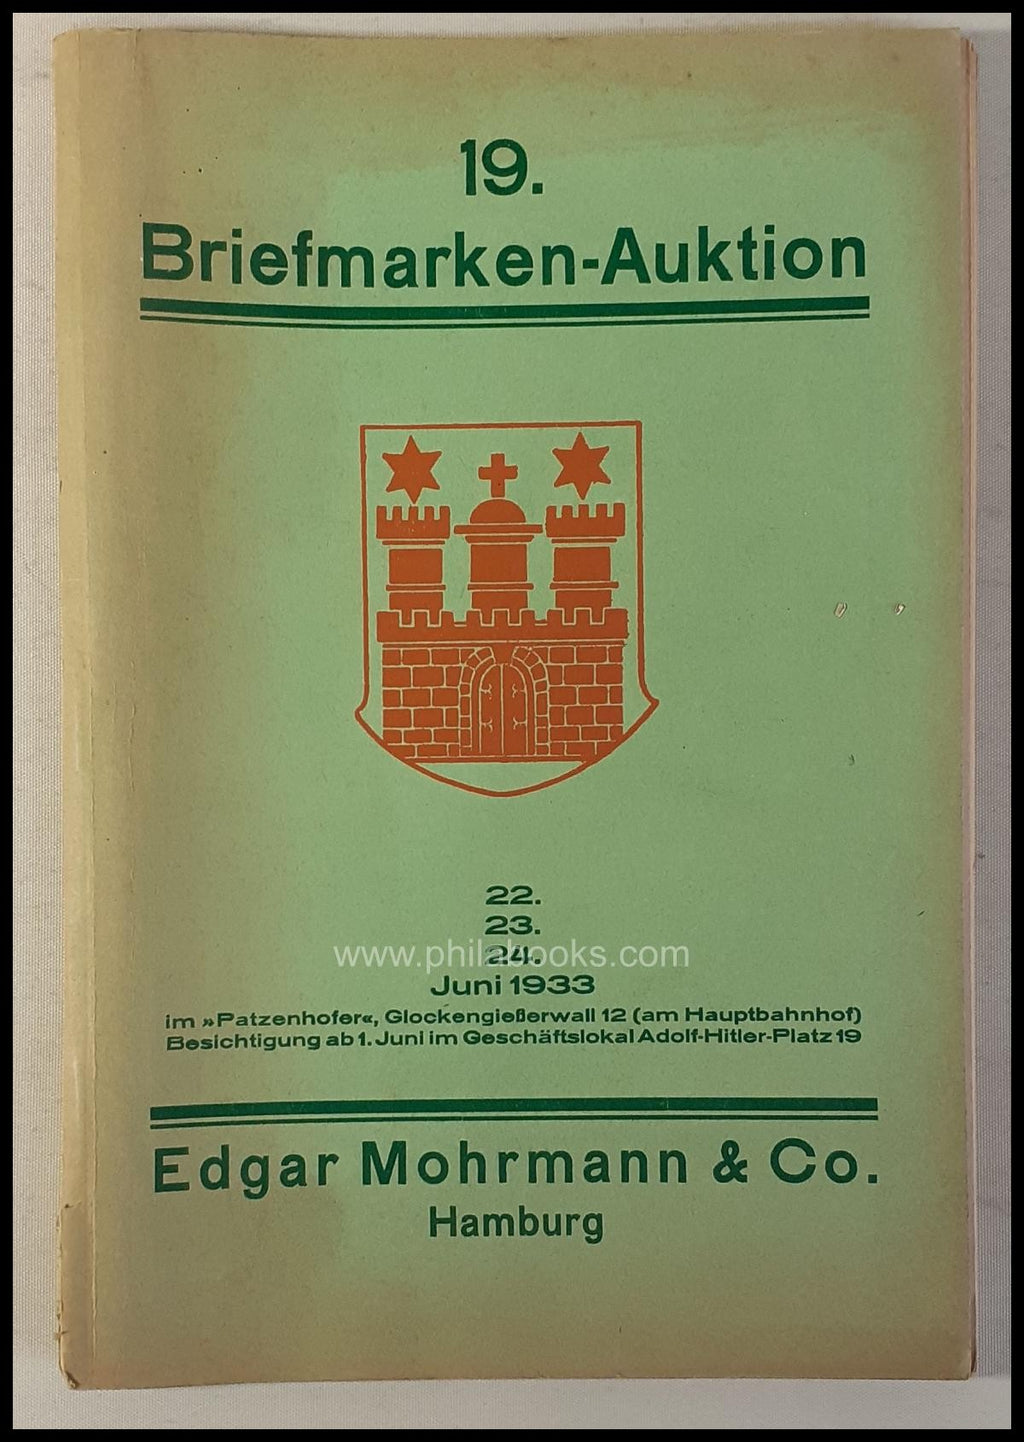 19.
Briefmarken-Auktion
22.
23.
24.
www.philabooks.com
Juni 1933
im »Patzenhofer«, Glockengießerwall 12 (am Hauptbahnhof)
Besichtigung ab 1. Juni im Geschäftslokal Adolf-Hitler-Platz 19
Edgar Mohrmann & Co.
Hamburg